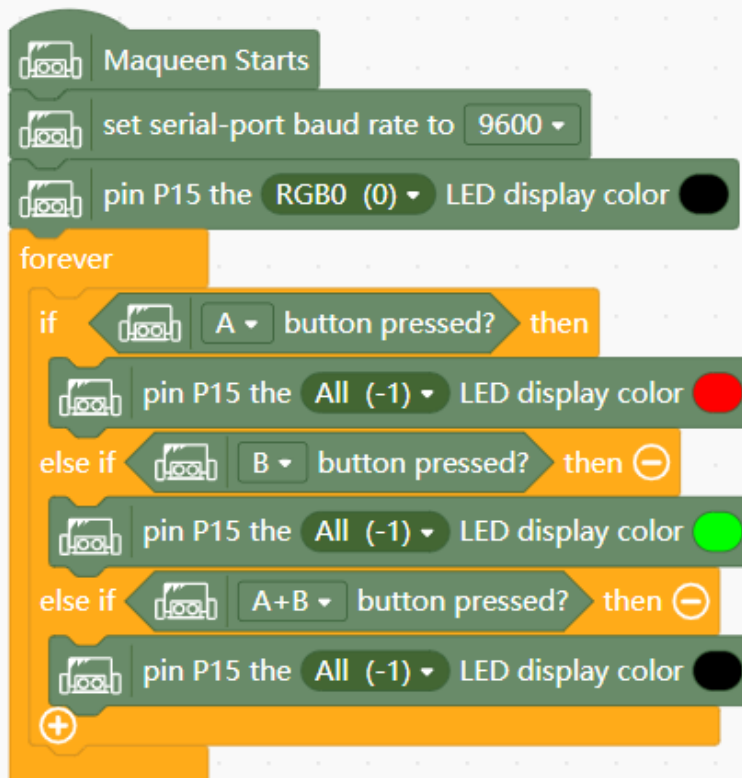 Maqueen Starts
set serial-port baud rate to 9600
pin P15 the RGB0 (0) LED display color
forever
if A button pressed? then
pin P15 the All (-1) LED display color
else if B button pressed? then
pin P15 the All (-1) LED display color
else if A+B button pressed? then
pin P15 the All (-1) LED display color